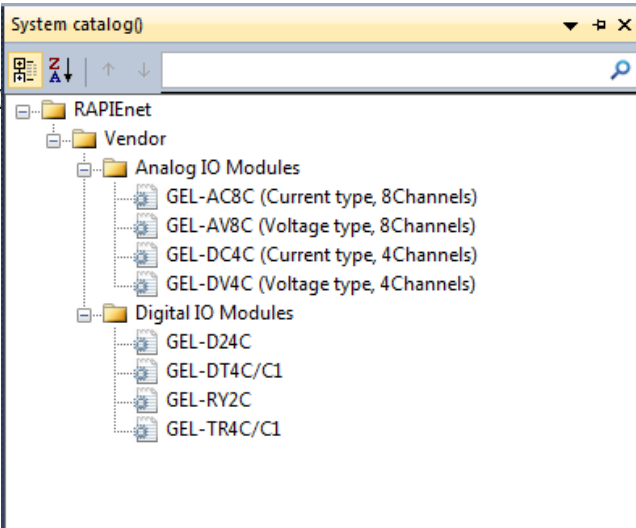 System catalog()
Z
A
RAPIEnet
Vendor
Analog IO Modules
GEL-AC8C (Current type, 8Channels)
GEL-AV8C (Voltage type, 8Channels)
GEL-DC4C (Current type, 4Channels)
GEL-DV4C (Voltage type, 4Channels)
Digital IO Modules
GEL-D24C
GEL-DT4C/C1
GEL-RY2C
GEL-TR4C/C1